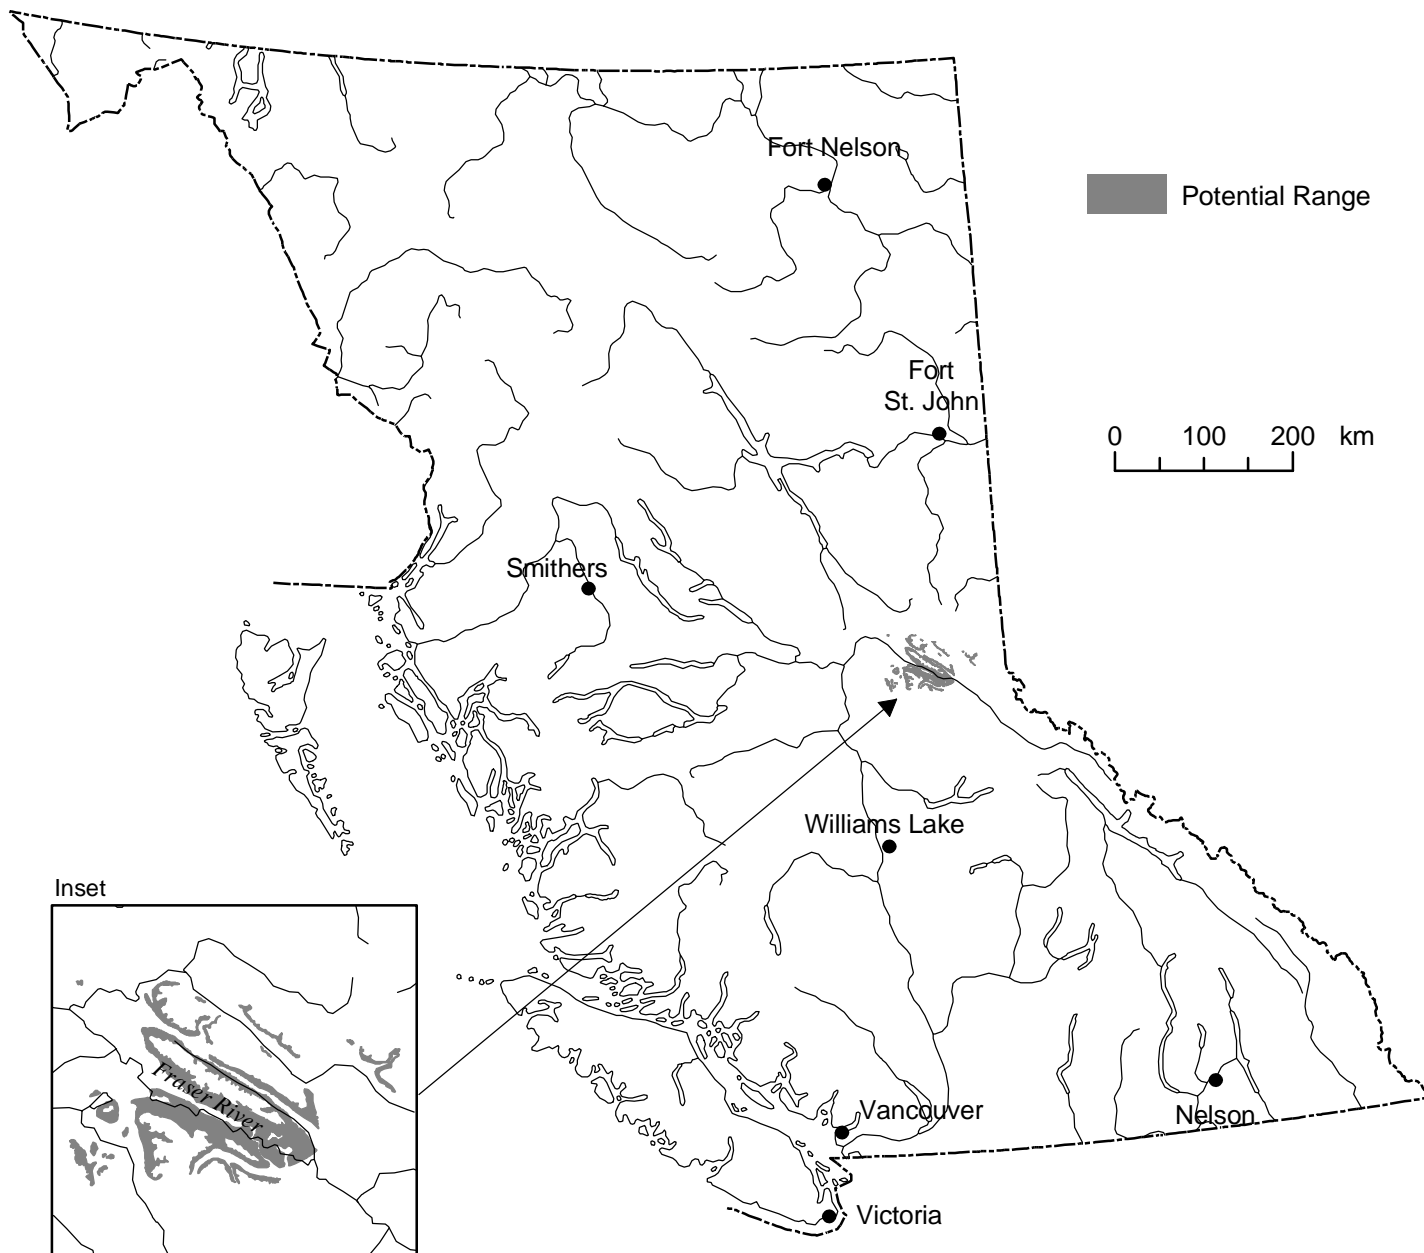 Fort Nelson
Potential Range
Fort
St. John
0 100 200 km
Smithers
Williams Lake
Inset
Fraser River
Vancouver
Nelson
Victoria